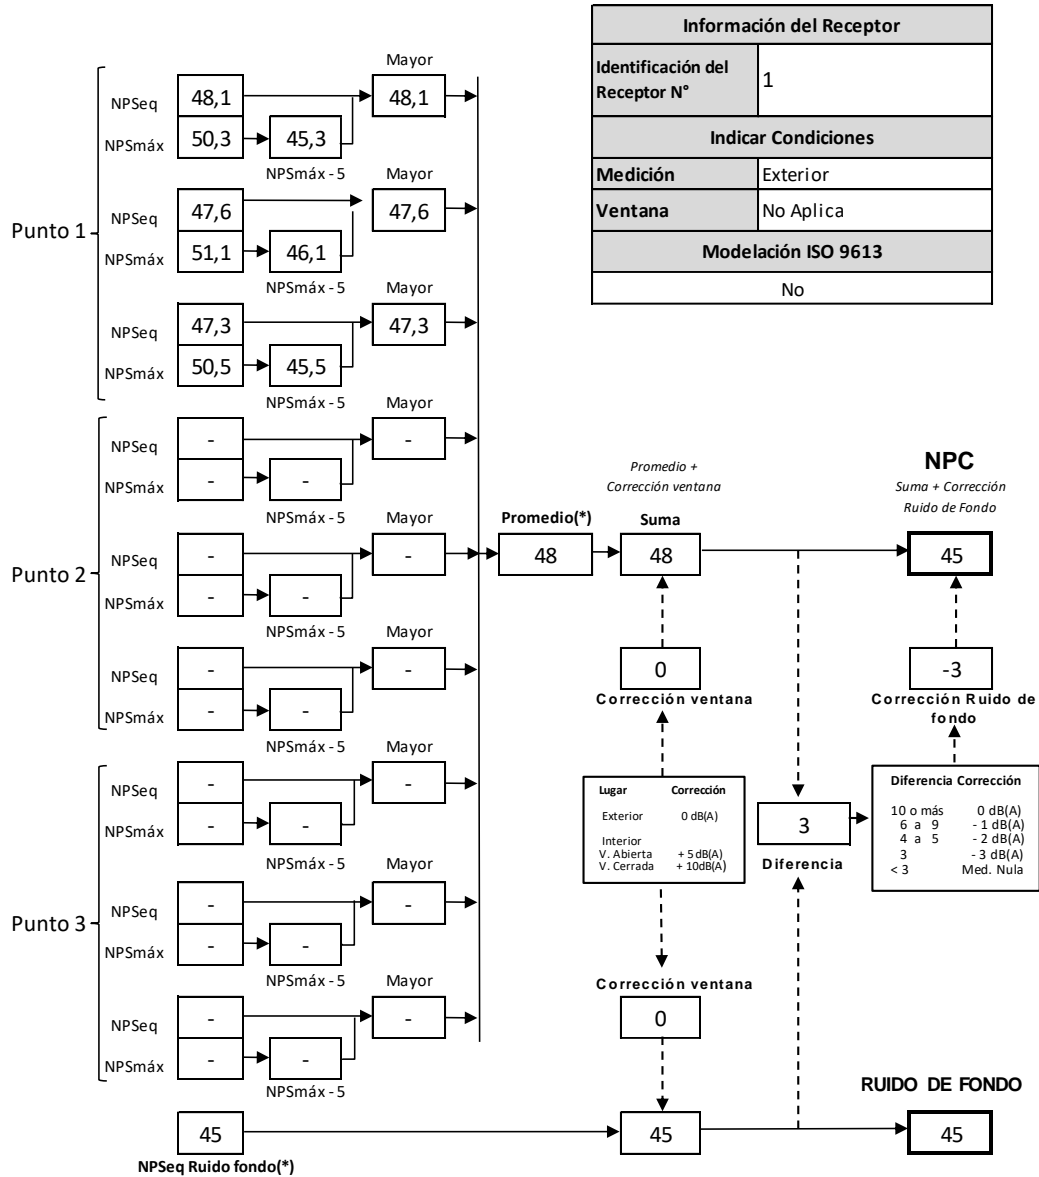 Información del Receptor
Identificación del
Receptor N°
1
Indicar Condiciones
Medición
Exterior
Ventana
No Aplica
Modelación ISO 9613
No
Punto 1
Mayor
NPSeq
48,1
48,1
NPSmáx
50,3
45,3
NPSmáx - 5
Mayor
NPSeq
47,6
47,6
NPSmáx
51,1
46,1
NPSmáx - 5
Mayor
NPSeq
47,3
47,3
NPSmáx
50,5
45,5
NPSmáx - 5
Punto 2
Mayor
NPSeq
-
-
NPSmáx
-
-
NPSmáx - 5
Mayor
NPSeq
-
-
NPSmáx
-
-
NPSmáx - 5
Mayor
NPSeq
-
-
NPSmáx
-
-
NPSmáx - 5
Punto 3
Mayor
NPSeq
-
-
NPSmáx
-
-
NPSmáx - 5
Mayor
NPSeq
-
-
NPSmáx
-
-
NPSmáx - 5
Mayor
NPSeq
-
-
NPSmáx
-
-
NPSmáx - 5
Promedio(*)
48
Promedio +
Corrección ventana
Suma
48
NPC
Suma + Corrección
Ruido de Fondo
45
0
Corrección ventana
-3
Corrección Ruido de
fondo
Lugar Corrección
Exterior 0 dB(A)
Interior
V. Abierta + 5 dB(A)
V. Cerrada + 10dB(A)
3
Diferencia
Diferencia Corrección
10 o más 0 dB(A)
6 a 9 - 1 dB(A)
4 a 5 - 2 dB(A)
3 - 3 dB(A)
< 3 Med. Nula
Corrección ventana
0
RUIDO DE FONDO
45
45
45
NPSeq Ruido fondo(*)